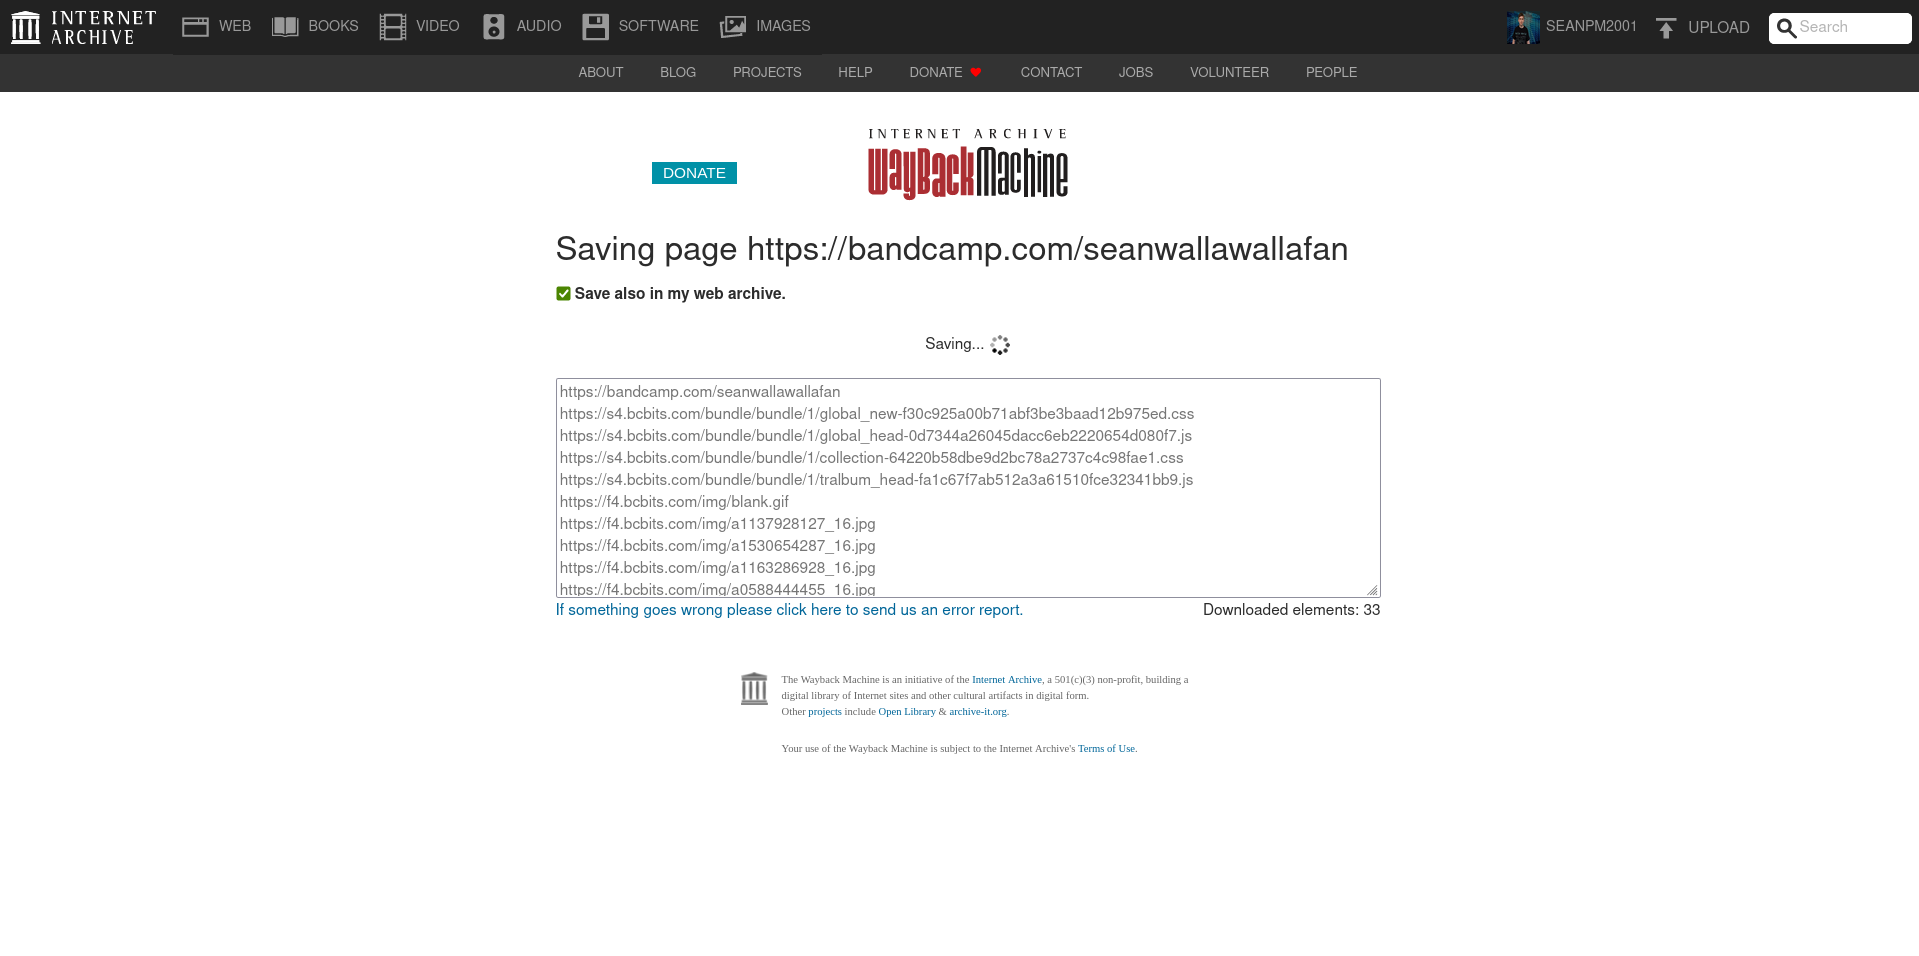 INTERNET ARCHIVE
WEB BOOKS VIDEO AUDIO SOFTWARE IMAGES SEANPM2001 UPLOAD Search
ABOUT BLOG PROJECTS HELP DONATE CONTACT JOBS VOLUNTEER PEOPLE
INTERNET ARCHIVE
WayBackMachine
DONATE
Saving page https://bandcamp.com/seanwallawallafan
Save also in my web archive.
Saving...
https://bandcamp.com/seanwallawallafan
https://s4.bcbits.com/bundle/bundle/1/global_new-f30c925a00b71abf3be3baad12b975ed.css
https://s4.bcbits.com/bundle/bundle/1/global_head-0d7344a26045dacc6eb2220654d080f7.js
https://s4.bcbits.com/bundle/bundle/1/collection-64220b58dbe9d2bc78a2737c4c98fae1.css
https://s4.bcbits.com/bundle/bundle/1/tralbum_head-fa1c67f7ab512a3a61510fce32341bb9.js
https://f4.bcbits.com/img/blank.gif
https://f4.bcbits.com/img/a1137928127_16.jpg
https://f4.bcbits.com/img/a1530654287_16.jpg
https://f4.bcbits.com/img/a1163286928_16.jpg
https://f4.bcbits.com/img/a0588444455_16.jpg
If something goes wrong please click here to send us an error report. Downloaded elements: 33
The Wayback Machine is an initiative of the Internet Archive, a 501(c)(3) non-profit, building a
digital library of Internet sites and other cultural artifacts in digital form.
Other projects include Open Library & archive-it.org.
Your use of the Wayback Machine is subject to the Internet Archive's Terms of Use.